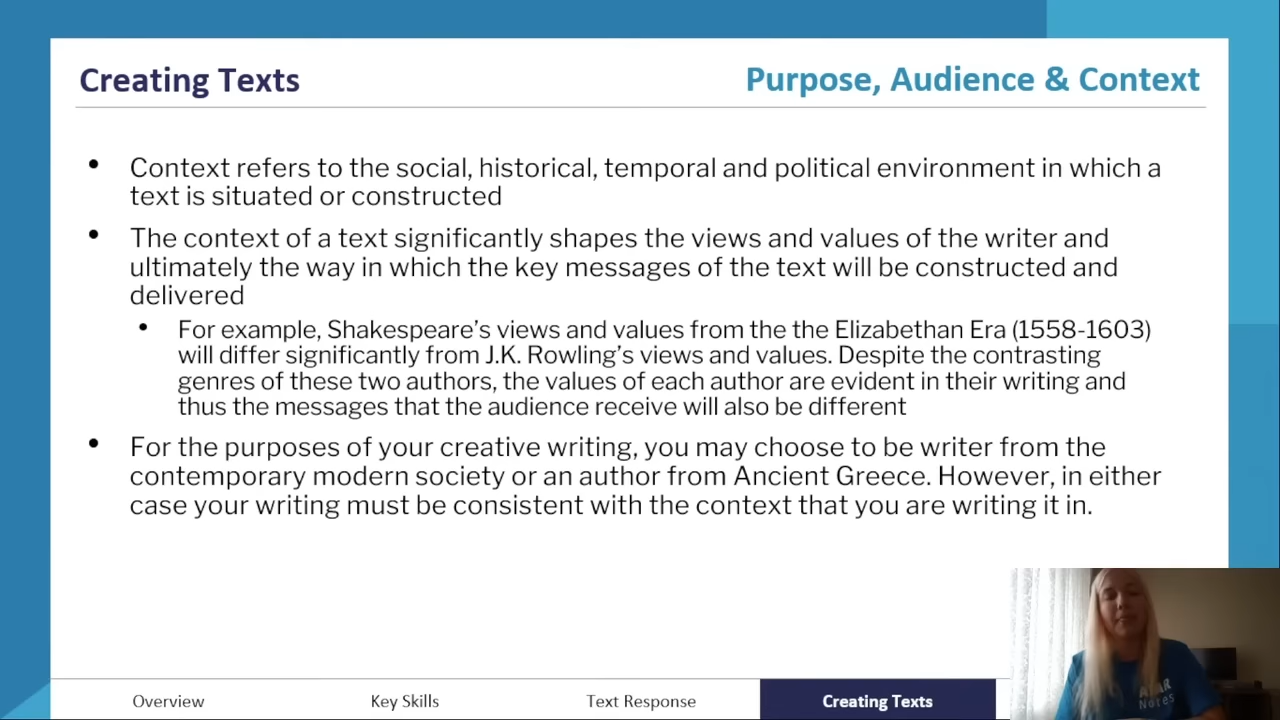 Creating Texts
Purpose, Audience & Context
• Context refers to the social, historical, temporal and political environment in which a
text is situated or constructed
• The context of a text significantly shapes the views and values of the writer and
ultimately the way in which the key messages of the text will be constructed and
delivered
• For example, Shakespeare's views and values from the the Elizabethan Era (1558-1603)
will differ significantly from J.K. Rowling's views and values. Despite the contrasting
genres of these two authors, the values of each author are evident in their writing and
thus the messages that the audience receive will also be different
• For the purposes of your creative writing, you may choose to be writer from the
contemporary modern society or an author from Ancient Greece. However, in either
case your writing must be consistent with the context that you are writing it in.
Overview
Key Skills
Text Response
Creating Texts
Notes